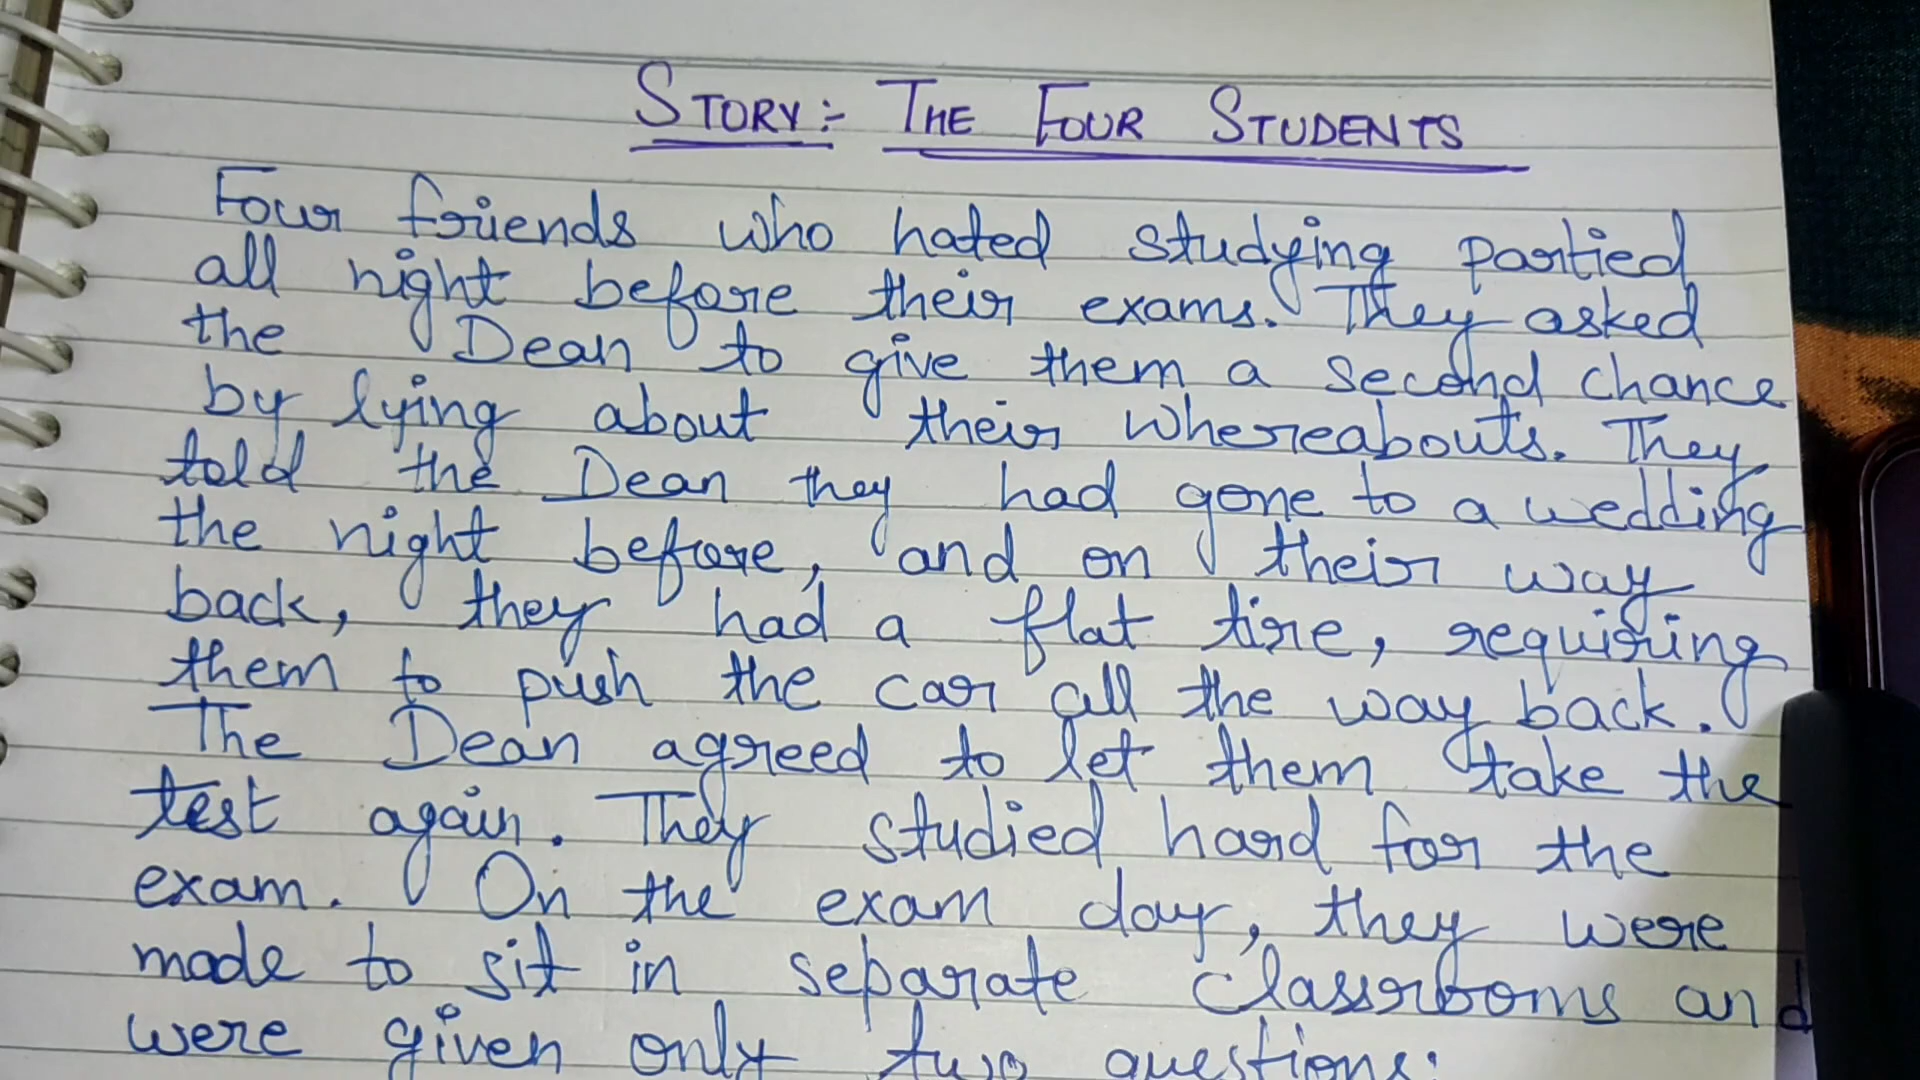 STORY:- THE FOUR STUDENTS
Four friends who hated studying partied
all night before their exams. They asked
the Dean to give them a second chance
by lying about their whereabouts. They
told the Dean they had gone to a wedding
the night before, and on their way
back, they had a flat tire, requiring
them to push the car all the way back.
The Dean agreed to let them take the
test again. They studied hard for the
exam. On the exam day, they were
made to sit in separate classrooms and
were given only two questions: